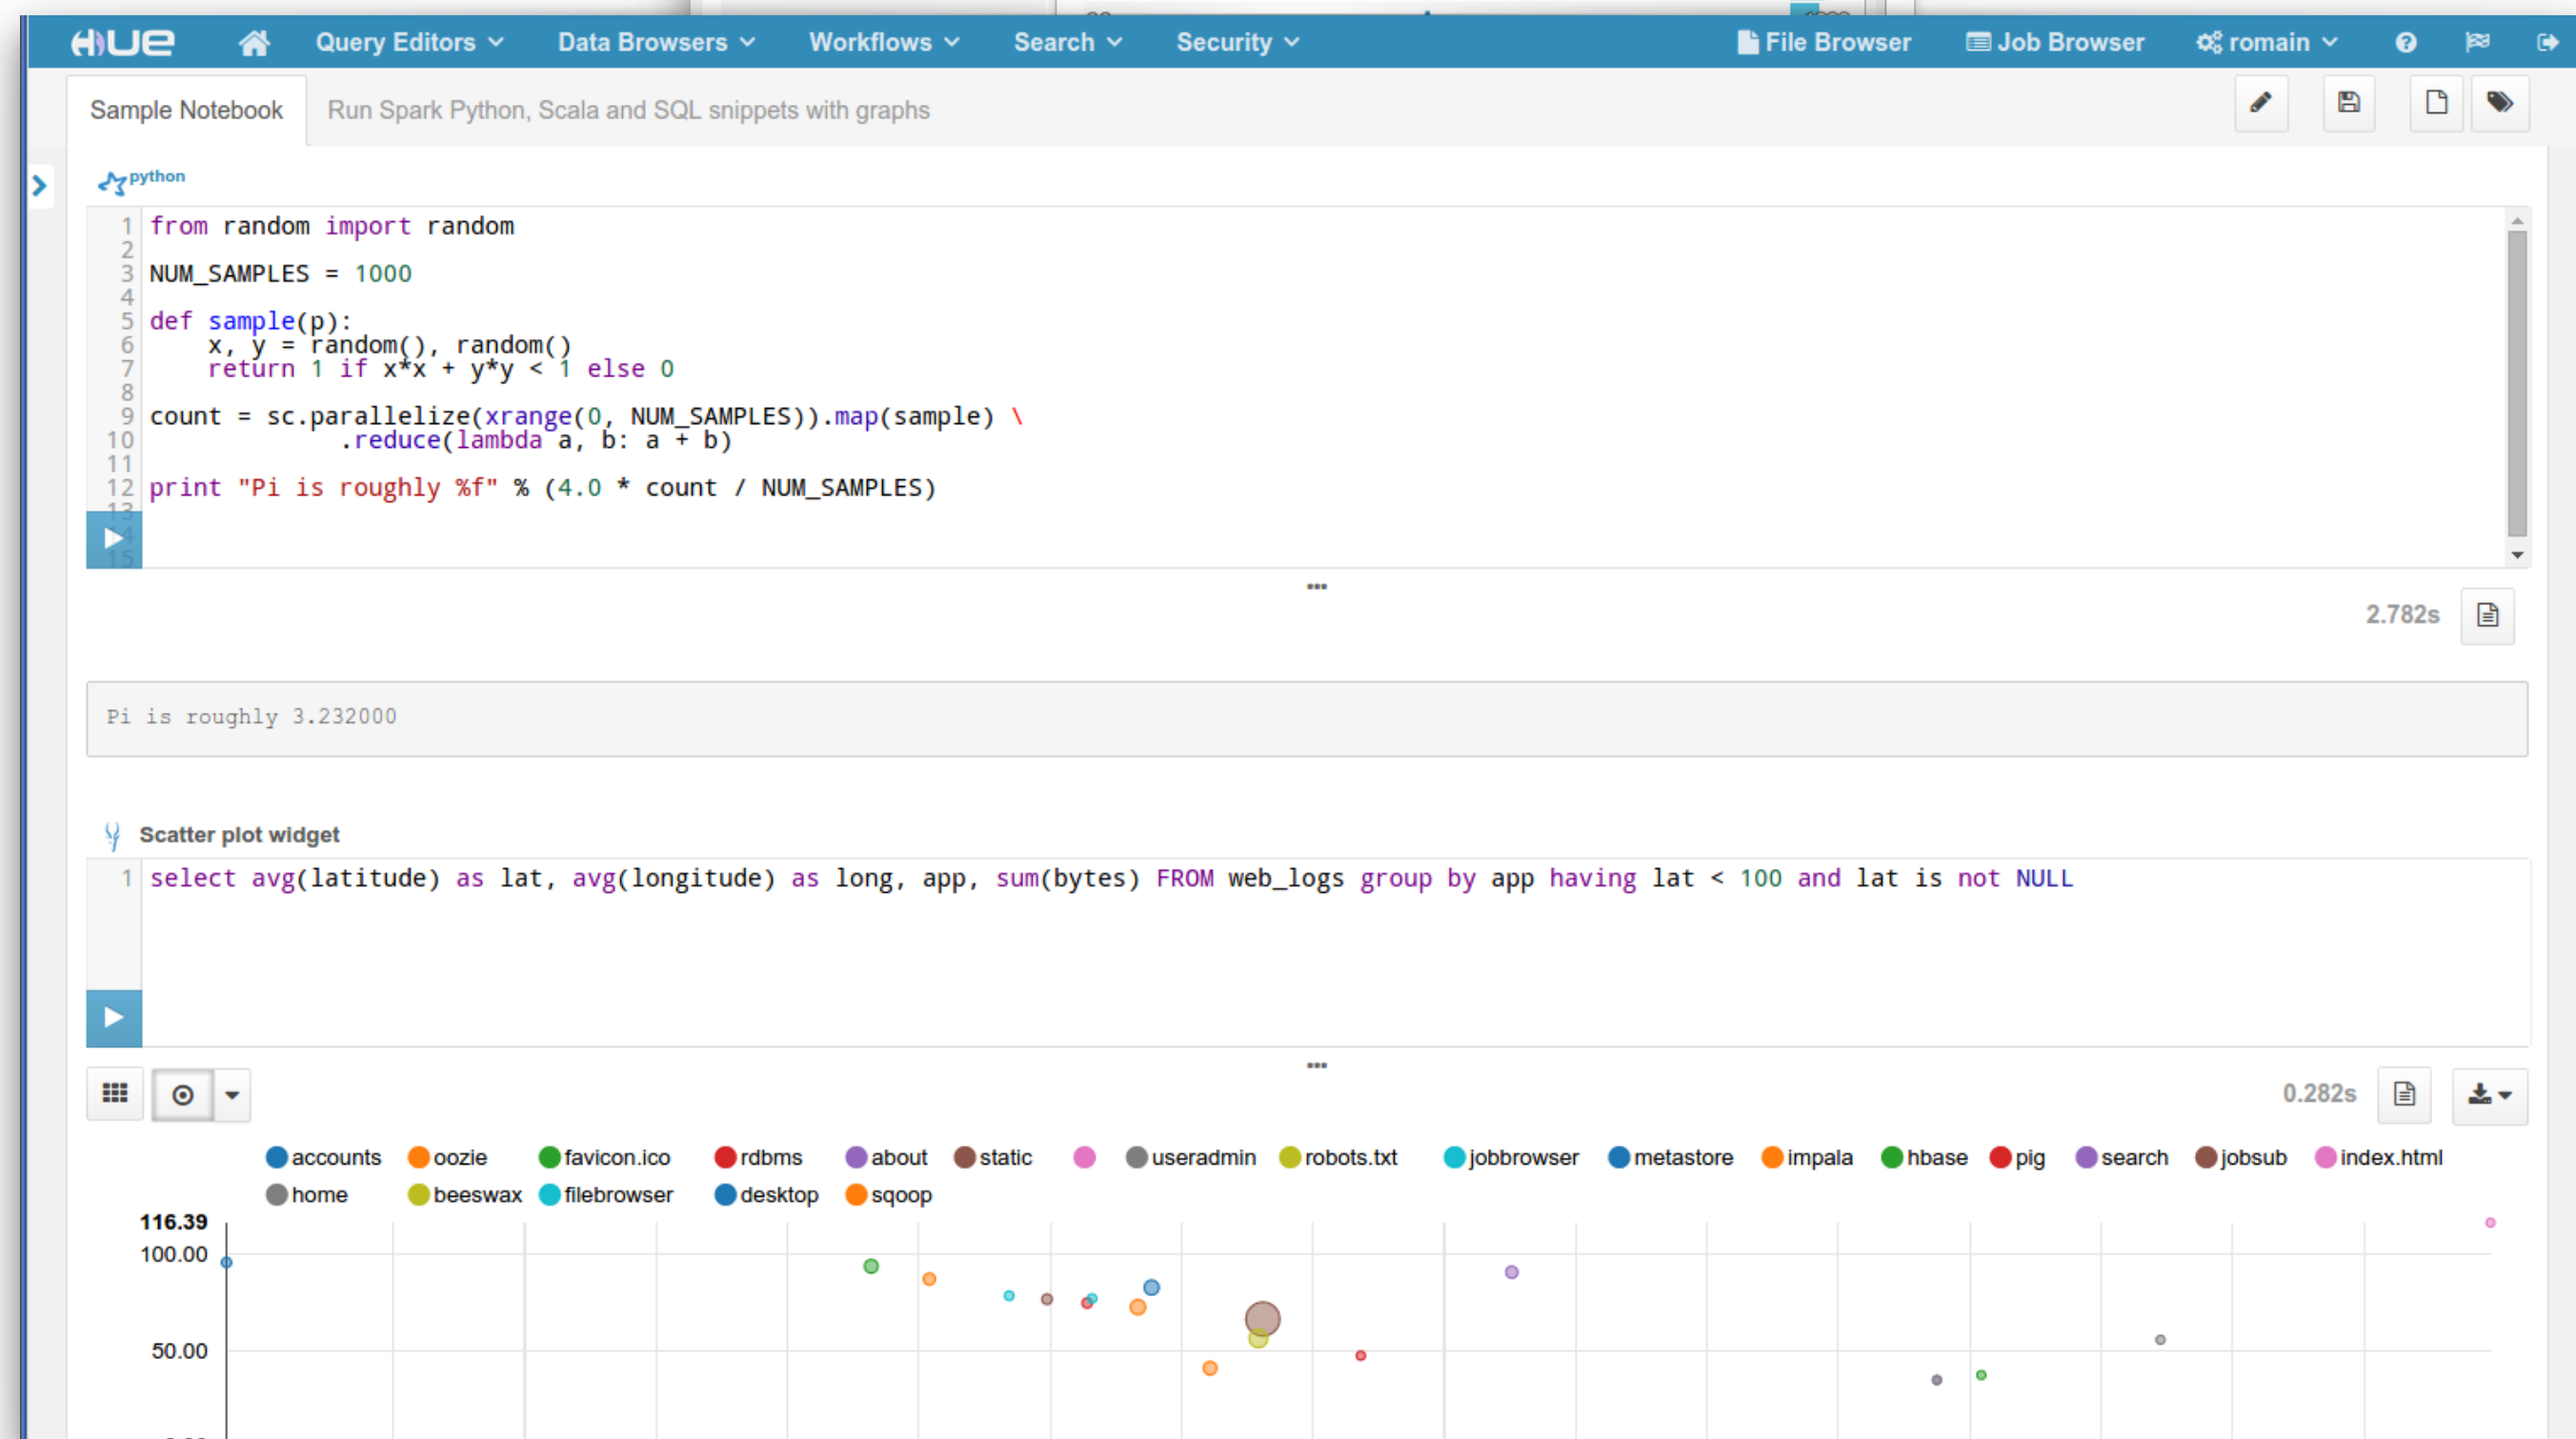 HUE Query Editors Data Browsers Workflows Search Security File Browser Job Browser romain
Sample Notebook Run Spark Python, Scala and SQL snippets with graphs
python
1 from random import random
2
3 NUM_SAMPLES = 1000
4
5 def sample(p):
6     x, y = random(), random()
7     return 1 if x*x + y*y < 1 else 0
8
9 count = sc.parallelize(xrange(0, NUM_SAMPLES)).map(sample) \
10              .reduce(lambda a, b: a + b)
11
12 print "Pi is roughly %f" % (4.0 * count / NUM_SAMPLES)
13
14
15
2.782s
Pi is roughly 3.232000
Scatter plot widget
1 select avg(latitude) as lat, avg(longitude) as long, app, sum(bytes) FROM web_logs group by app having lat < 100 and lat is not NULL
0.282s
accounts oozie favicon.ico rdbms about static useradmin robots.txt jobbrowser metastore impala hbase pig search jobsub index.html
home beeswax filebrowser desktop sqoop
116.39
100.00
50.00